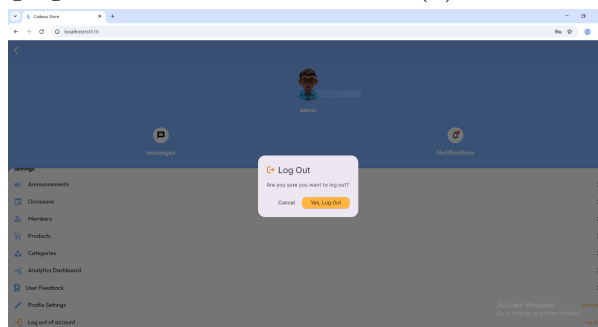 Cadeau Store
localhost:64516
Admin
messages
Notifications
Settings
Announcements
Occasions
Members
Products
Categories
Analytics Dashboard
User Feedback
Profile Settings
Log out of account
Log Out
Are you sure you want to log out?
Cancel
Yes, Log Out
Activate Windows
Go to Settings to activate Windows.